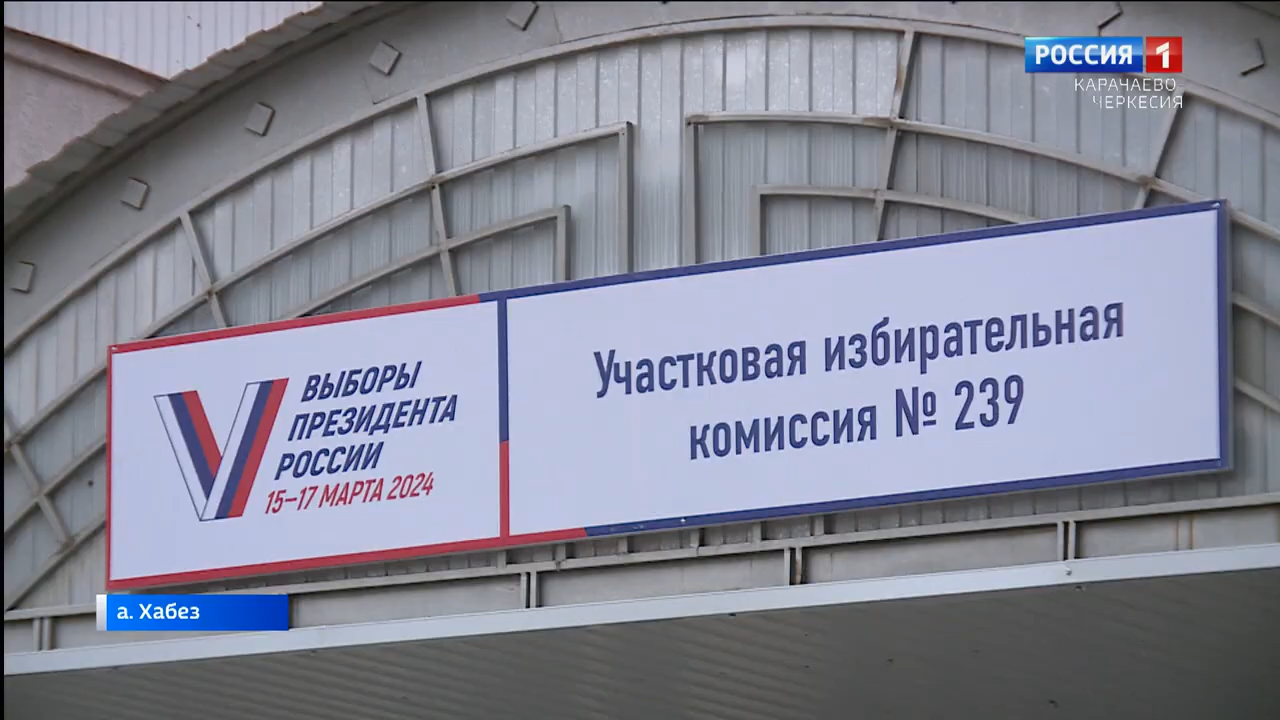 РОССИЯ 1
КАРАЧАЕВО
ЧЕРКЕСИЯ
ВЫБОРЫ
ПРЕЗИДЕНТА
РОССИИ
15–17 МАРТА 2024
Участковая избирательная
комиссия № 239
а. Хабез